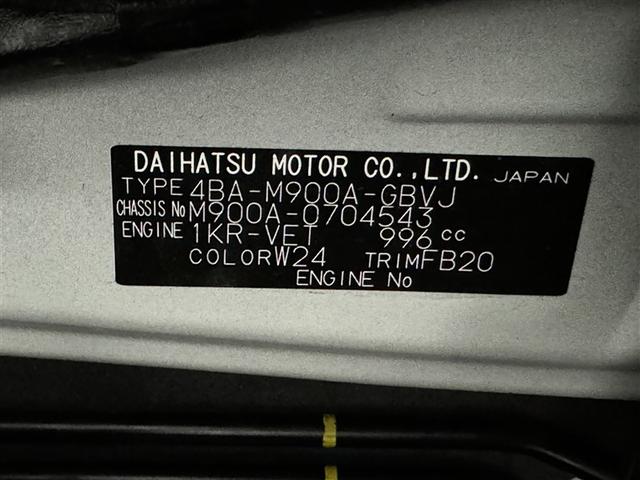 DAIHATSU MOTOR CO.,LTD. JAPAN
TYPE 4BA-M900A-GBVJ
CHASSIS No M900A-0704543
ENGINE 1KR-VET 996 cc
COLOR W24 TRIM FB20
ENGINE No